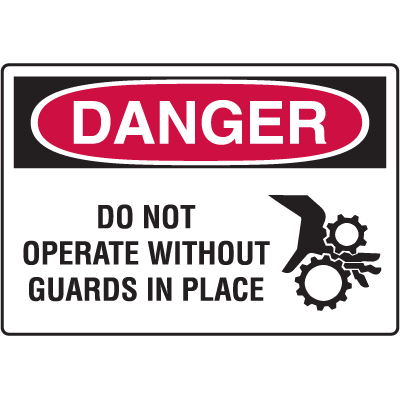 DANGER
DO NOT
OPERATE WITHOUT
GUARDS IN PLACE